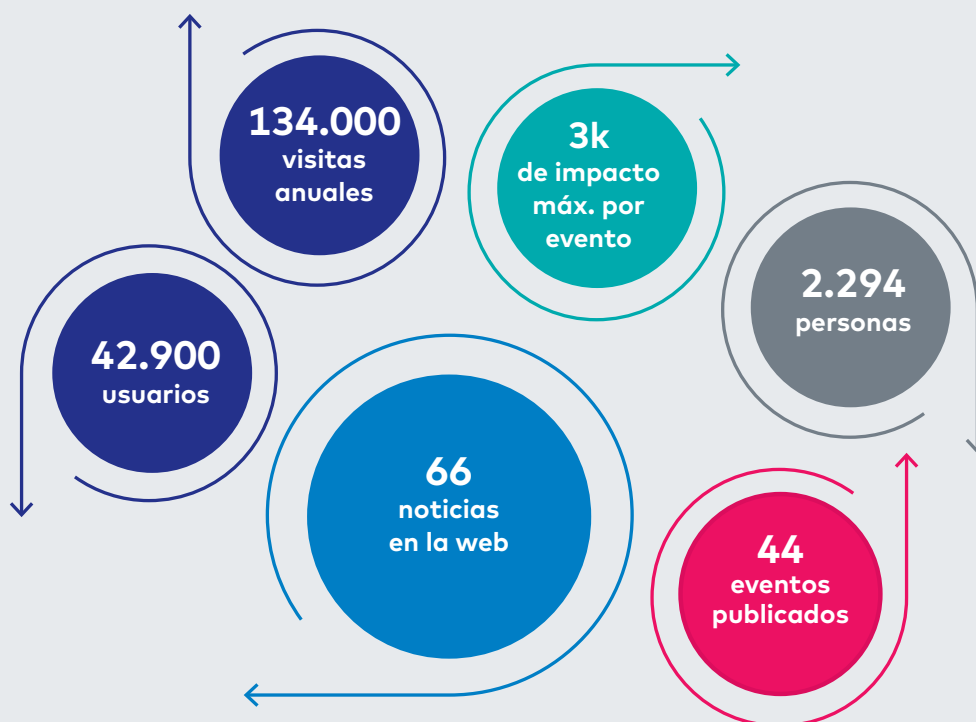 134.000
visitas
anuales
3k
de impacto
máx. por
evento
2.294
personas
42.900
usuarios
66
noticias
en la web
44
eventos
publicados